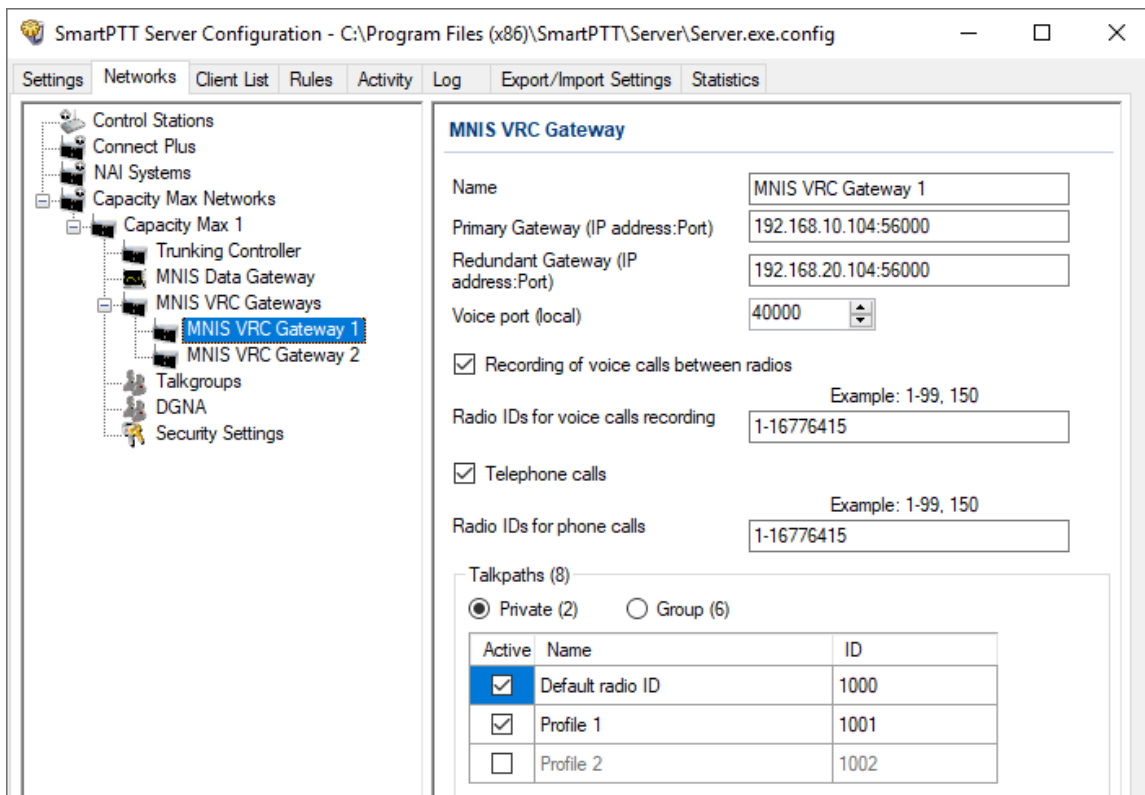 SmartPTT Server Configuration - C:\Program Files (x86)\SmartPTT\Server\Server.exe.config
Settings Networks Client List Rules Activity Log Export/Import Settings Statistics
Control Stations
Connect Plus
NAI Systems
Capacity Max Networks
Capacity Max 1
Trunking Controller
MNIS Data Gateway
MNIS VRC Gateways
MNIS VRC Gateway 1
MNIS VRC Gateway 2
Talkgroups
DGNA
Security Settings
MNIS VRC Gateway
Name MNIS VRC Gateway 1
Primary Gateway (IP address:Port) 192.168.10.104:56000
Redundant Gateway (IP
address:Port) 192.168.20.104:56000
Voice port (local) 40000
Recording of voice calls between radios
Example: 1-99, 150
Radio IDs for voice calls recording 1-16776415
Telephone calls
Example: 1-99, 150
Radio IDs for phone calls 1-16776415
Talkpaths (8)
Private (2) Group (6)
Active Name ID
Default radio ID 1000
Profile 1 1001
Profile 2 1002